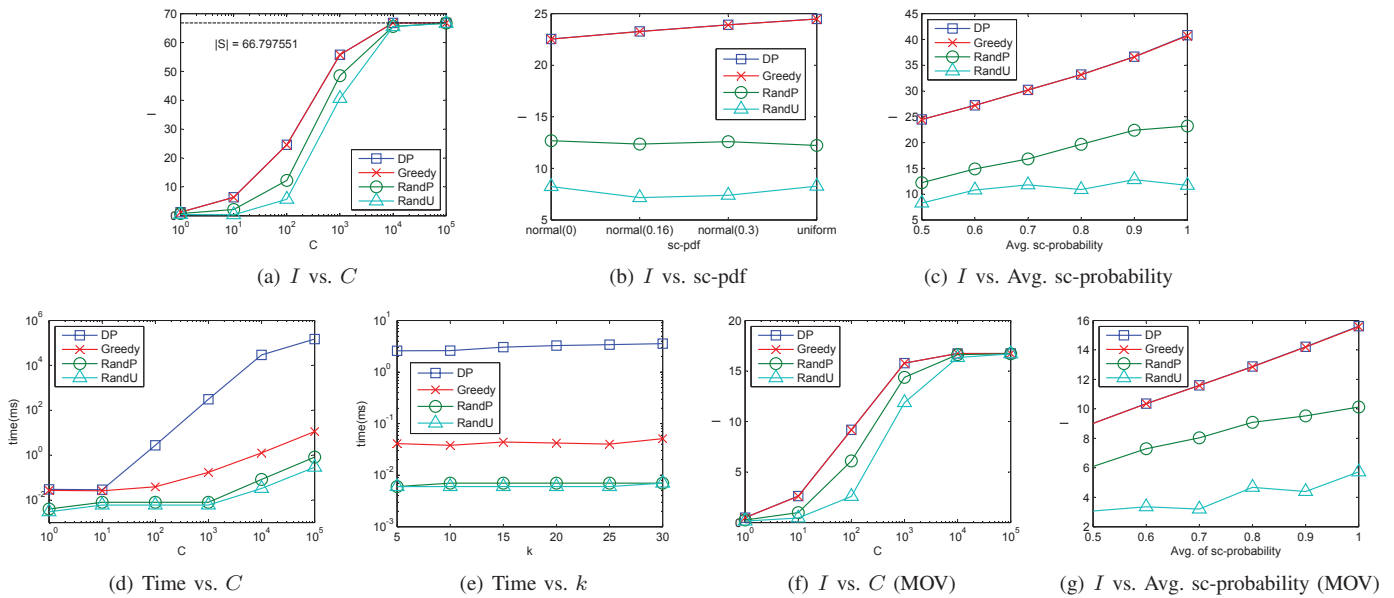 70
60
50
40
30
20
10
0
I
|S| = 66.797551
DP
Greedy
RandP
RandU
10^0 10^1 10^2 10^3 10^4 10^5
C
(a) I vs. C
25
20
15
10
5
I
DP
Greedy
RandP
RandU
normal(0) normal(0.16) normal(0.3) uniform
sc-pdf
(b) I vs. sc-pdf
45
40
35
30
25
20
15
10
5
I
DP
Greedy
RandP
RandU
0.5 0.6 0.7 0.8 0.9 1
Avg. sc-probability
(c) I vs. Avg. sc-probability
10^6
10^4
10^2
10^0
10^-2
time(ms)
DP
Greedy
RandP
RandU
10^0 10^1 10^2 10^3 10^4 10^5
C
(d) Time vs. C
10^1
10^0
10^-1
10^-2
10^-3
time(ms)
DP
Greedy
RandP
RandU
5 10 15 20 25 30
k
(e) Time vs. k
20
15
10
5
0
I
DP
Greedy
RandP
RandU
10^0 10^1 10^2 10^3 10^4 10^5
C
(f) I vs. C (MOV)
16
14
12
10
8
6
4
2
I
DP
Greedy
RandP
RandU
0.5 0.6 0.7 0.8 0.9 1
Avg. of sc-probability
(g) I vs. Avg. sc-probability (MOV)